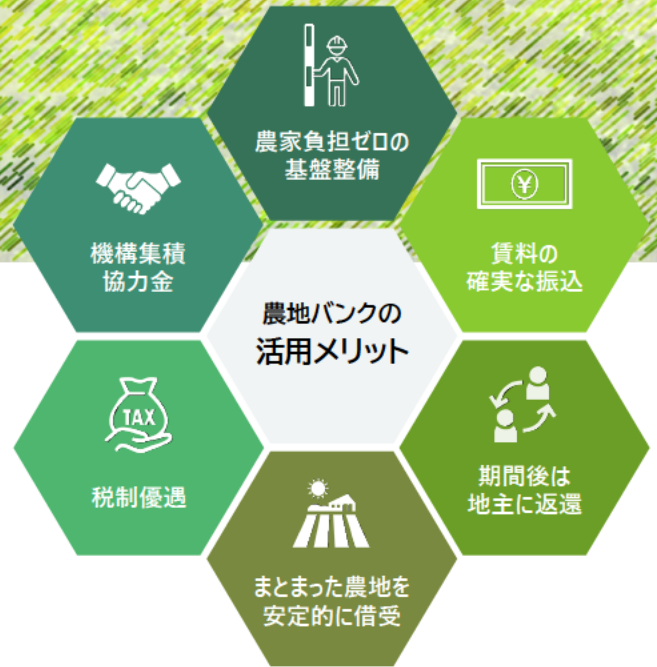 農家負担ゼロの
基盤整備
¥
賃料の
確実な振込
期間後は
地主に返還
まとまった農地を
安定的に借受
TAX
税制優遇
機構集積
協力金
農地バンクの
活用メリット